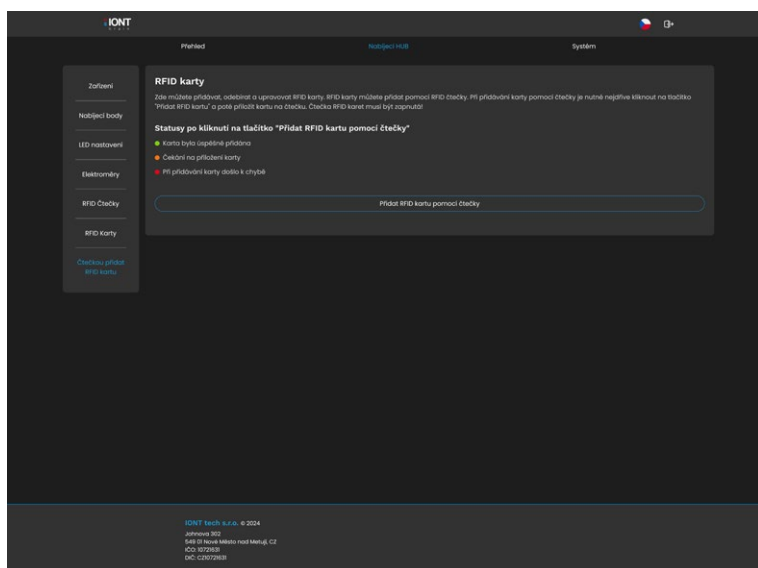 IONT
Přehled
Nabíjecí HUB
Systém
Zařízení
Nabíjecí body
LED nastavení
Elektroměry
RFID Čtečky
RFID Karty
Čtečkou přidat
RFID kartu
RFID karty
Zde můžete přidávat, odebírat a upravovat RFID karty. RFID karty můžete přidat pomocí RFID čtečky. Při přidávání karty pomocí čtečky je nutné nejdříve kliknout na tlačítko
"Přidat RFID kartu" a poté přiložit kartu na čtečku. Čtečka RFID karet musí být zapnutá!
Statusy po kliknutí na tlačítko "Přidat RFID kartu pomocí čtečky"
Karta byla úspěšně přidána
Čekání na přiložení karty
Při přidávání karty došlo k chybě
Přidat RFID kartu pomocí čtečky
IONT tech s.r.o. © 2024
Johnova 302
549 01 Nové Město nad Metují, CZ
IČO: 10721631
DIČ: CZ10721631